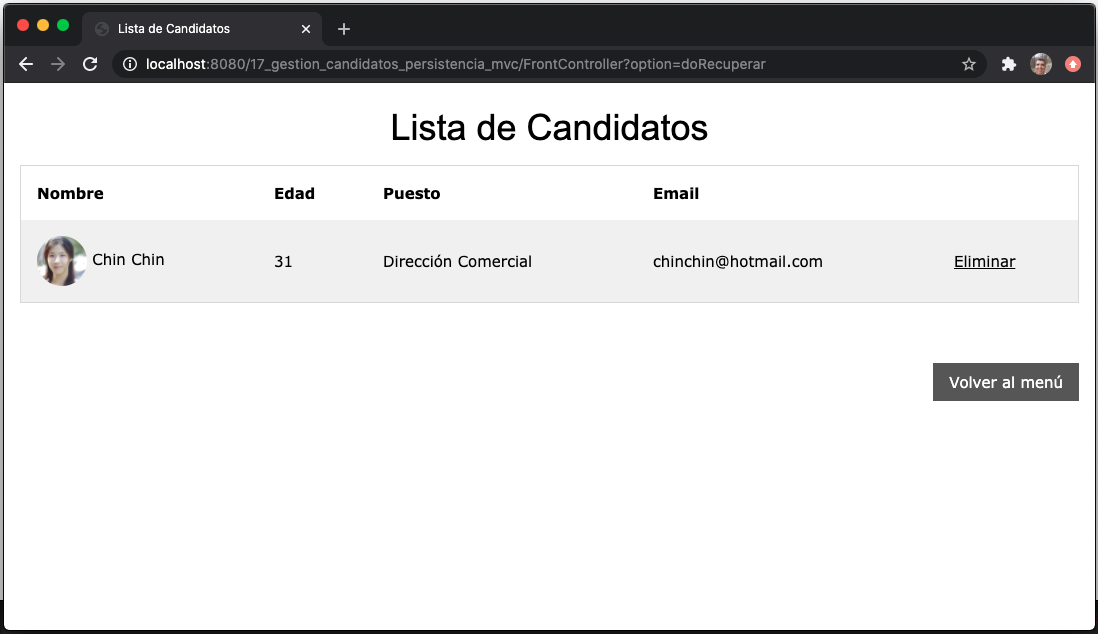 Lista de Candidatos
localhost:8080/17_gestion_candidatos_persistencia_mvc/FrontController?option=doRecuperar
Lista de Candidatos
Nombre Edad Puesto Email
Chin Chin 31 Dirección Comercial chinchin@hotmail.com Eliminar
Volver al menú